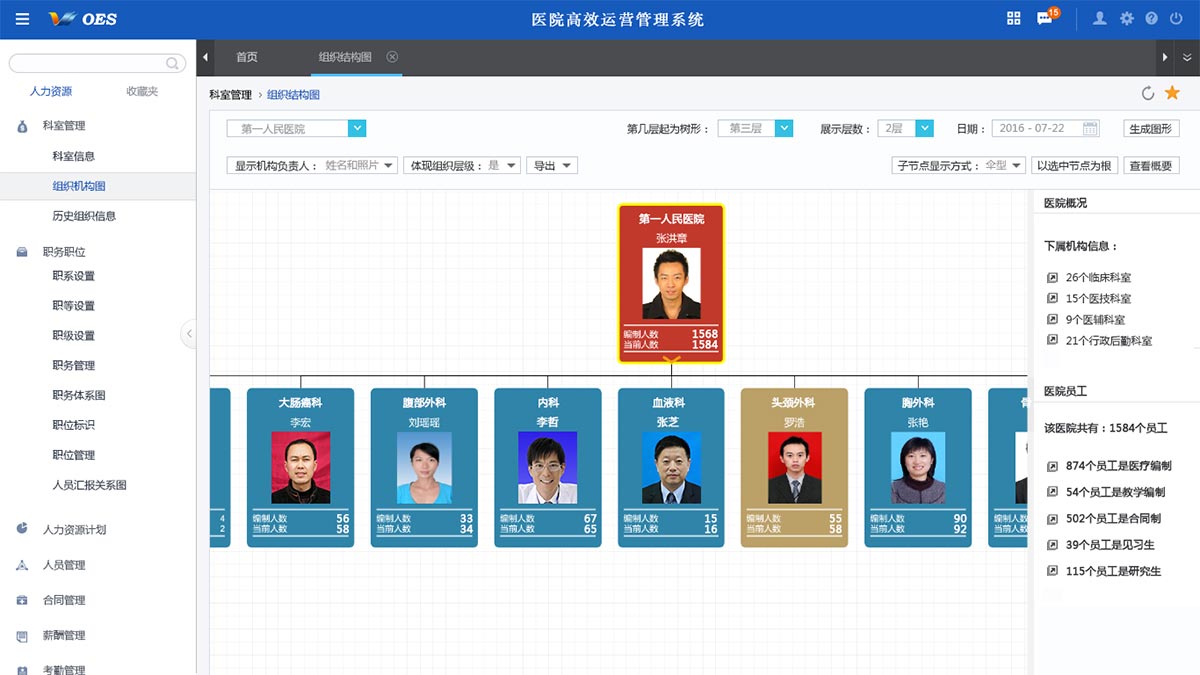 OES
医院高效运营管理系统
15
人力资源
收藏夹
科室管理
科室信息
组织机构图
历史组织信息
职务职位
职系设置
职等设置
职级设置
职务管理
职务体系图
职位标识
职位管理
人员汇报关系图
人力资源计划
人员管理
合同管理
薪酬管理
考勤管理
首页
组织结构图
科室管理 › 组织结构图
第一人民医院
第几层起为树形：
第三层
展示层数：
2层
日期：
2016 - 07-22
生成图形
显示机构负责人： 姓名和照片
体现组织层级： 是
导出
子节点显示方式： 全型
以选中节点为根
查看概要
第一人民医院
张洪章
编制人数 1568
当前人数 1584
4
2
大肠癌科
李宏
编制人数 56
当前人数 58
腹部外科
刘瑶瑶
编制人数 33
当前人数 34
内科
李哲
编制人数 67
当前人数 65
血液科
张芝
编制人数 15
当前人数 16
头颈外科
罗浩
编制人数 55
当前人数 58
胸外科
张艳
编制人数 90
当前人数 92
编制人数
当前人数
医院概况
下属机构信息：
26个临床科室
15个医技科室
9个医辅科室
21个行政后勤科室
医院员工
该医院共有：1584个员工
874个员工是医疗编制
54个员工是教学编制
502个员工是合同制
39个员工是见习生
115个员工是研究生